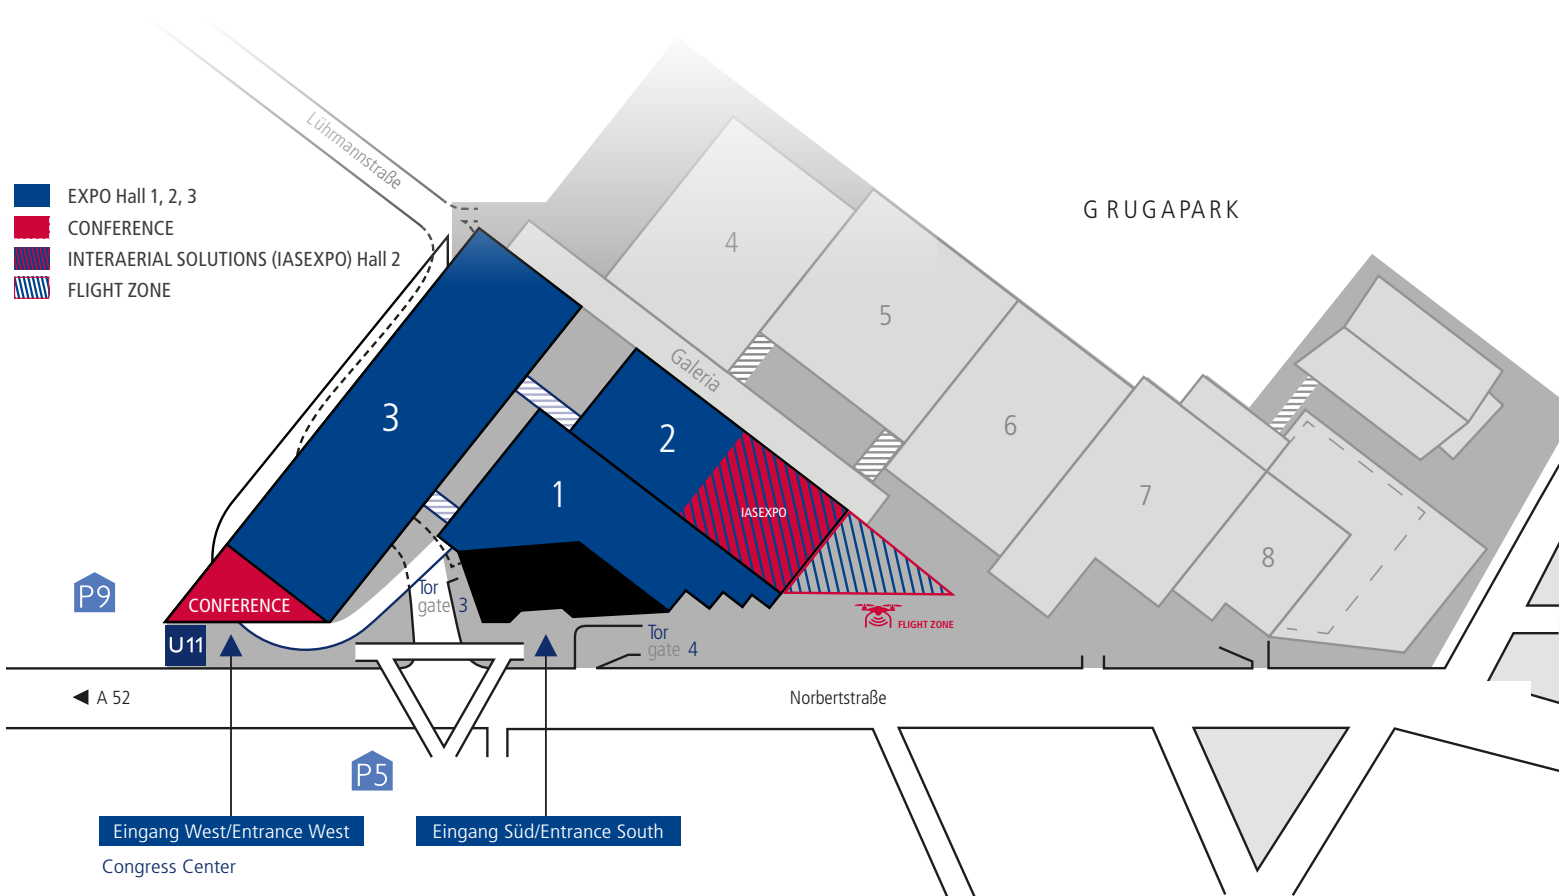 Lührmannstraße
EXPO Hall 1, 2, 3
CONFERENCE
INTERAERIAL SOLUTIONS (IASEXPO) Hall 2
FLIGHT ZONE
GRUGAPARK
4
5
Galeria
3
2
6
1
IASEXPO
7
8
P9
CONFERENCE
Tor
gate 3
FLIGHT ZONE
U11
Tor
gate 4
A 52
Norbertstraße
P5
Eingang West/Entrance West
Eingang Süd/Entrance South
Congress Center